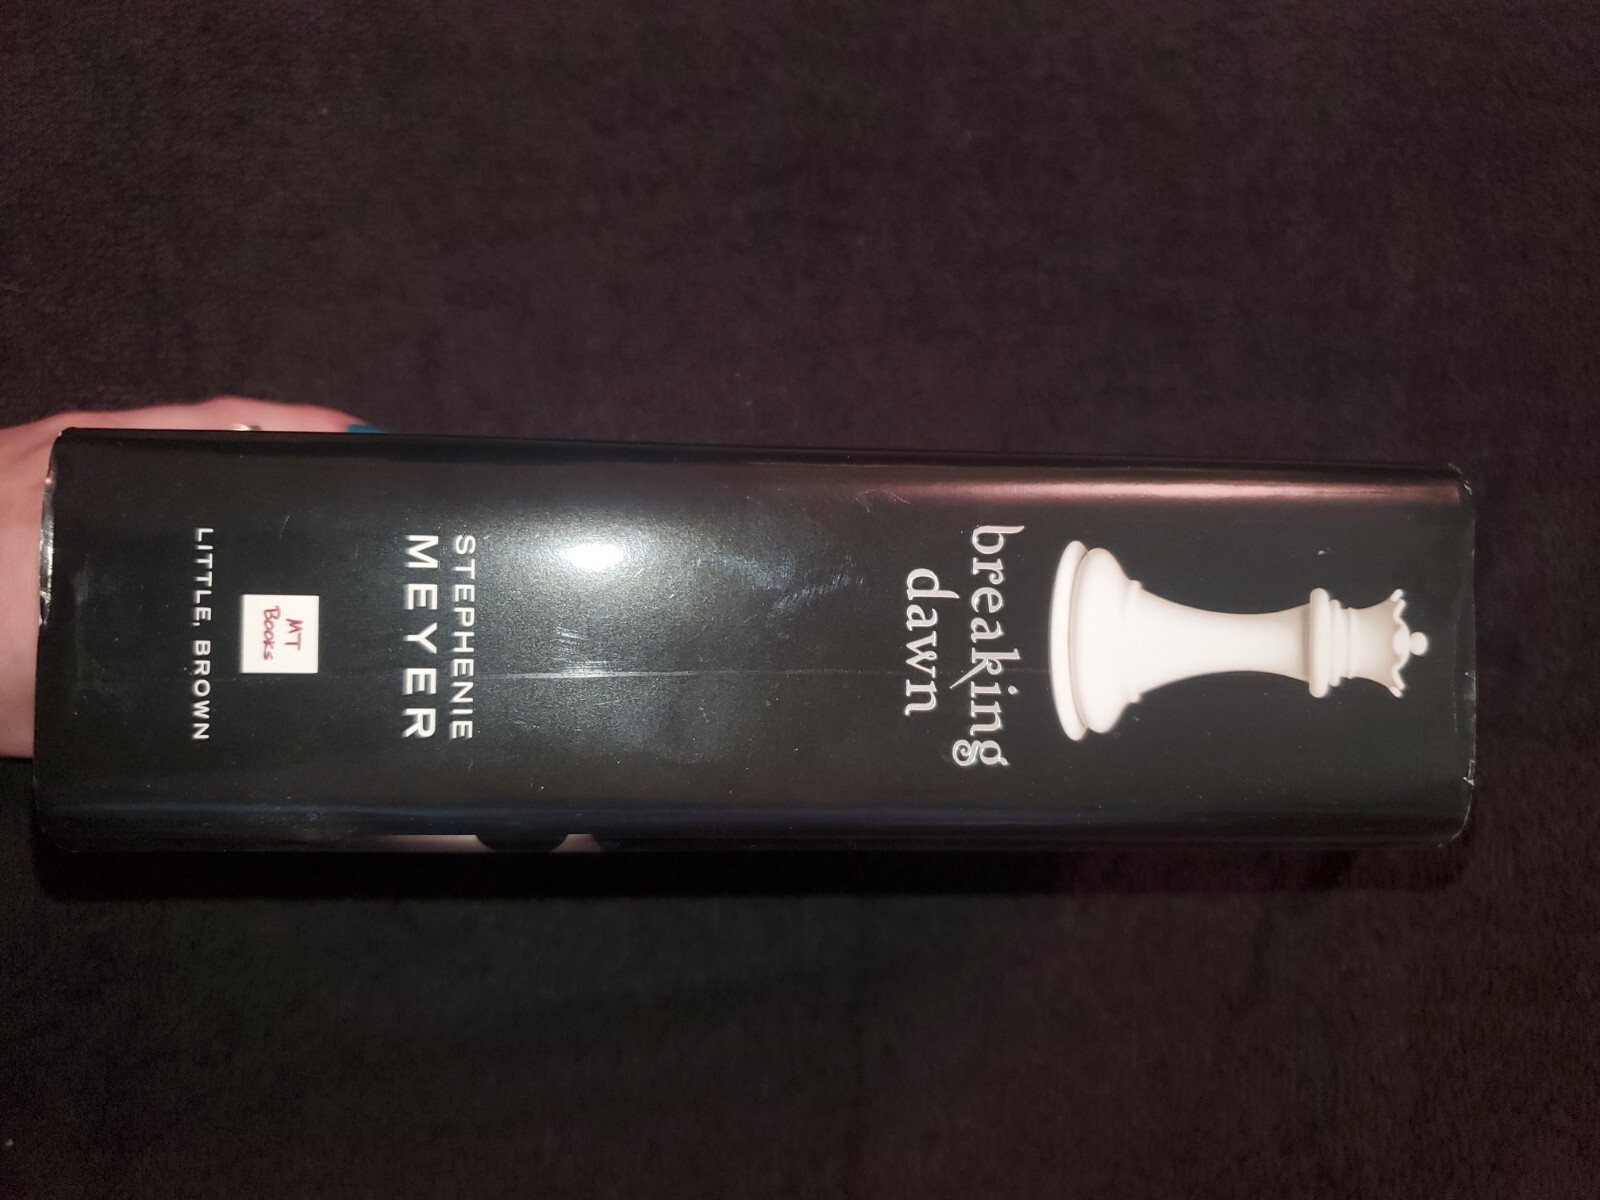 breaking
dawn
STEPHENIE
MEYER
MT
Books
LITTLE, BROWN